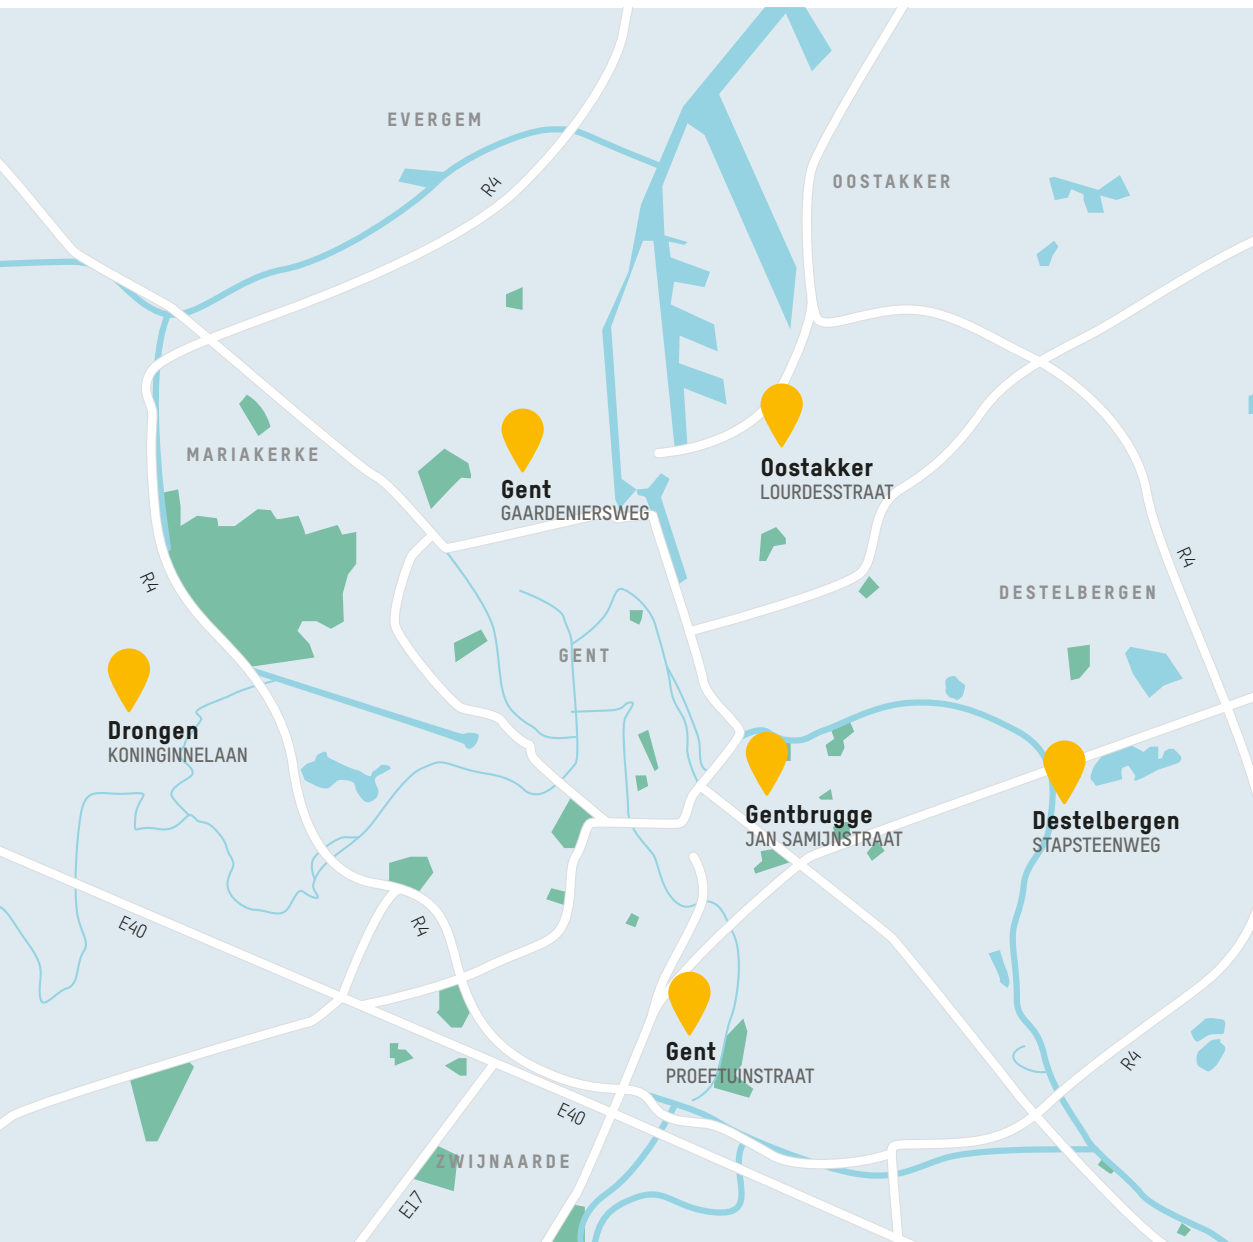 EVERGEM
R4
OOSTAKKER
MARIAKERKE
Gent
GAARDENIERSWEG
Oostakker
LOURDESSTRAAT
R4
R4
DESTELBERGEN
GENT
Drongen
KONINGINNELAAN
Gentbrugge
JAN SAMIJNSTRAAT
Destelbergen
STAPSTEENWEG
E40
R4
Gent
PROEFTUINSTRAAT
R4
E40
ZWIJNAARDE
E17